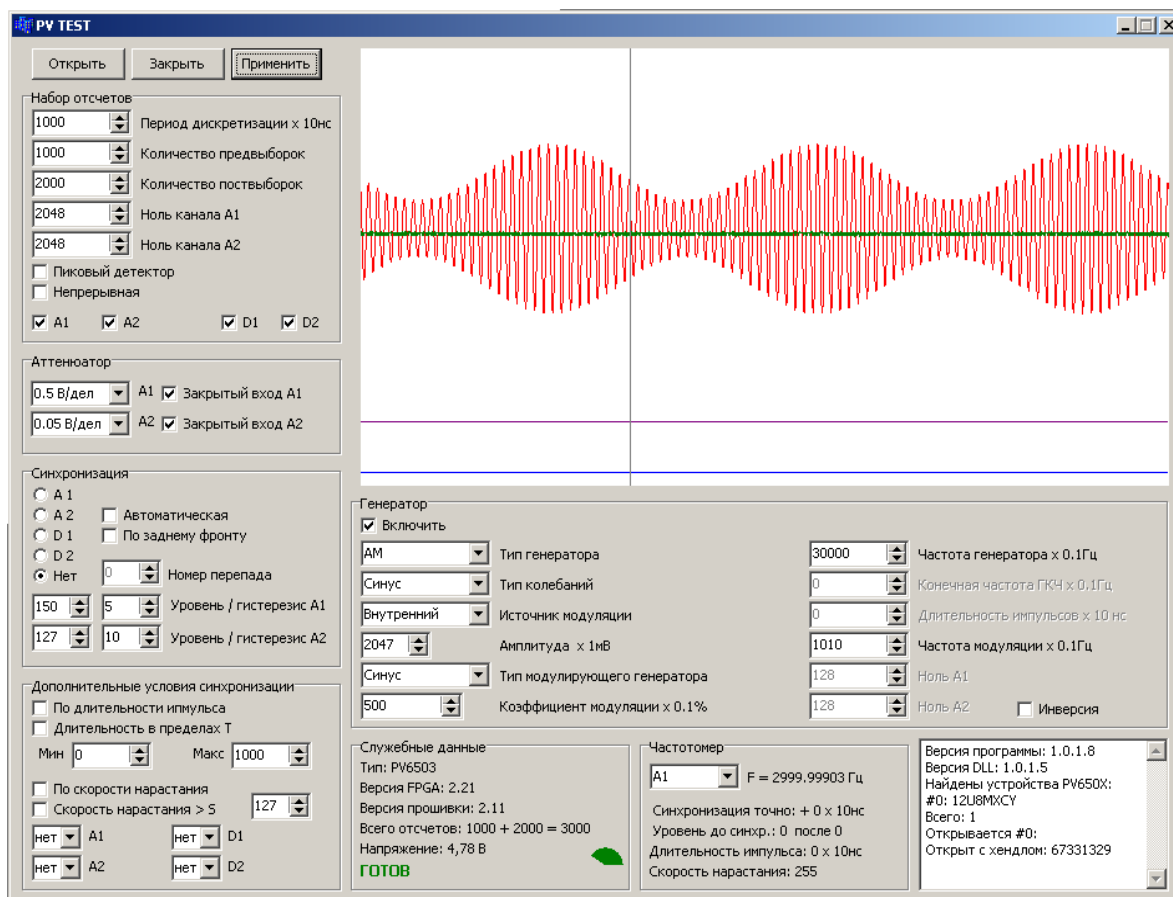 PV TEST
Открыть Закрыть Применить
Набор отсчетов
1000 Период дискретизации x 10нс
1000 Количество предвыборок
2000 Количество поствыборок
2048 Ноль канала A1
2048 Ноль канала A2
Пиковый детектор
Непрерывная
A1 A2 D1 D2
Аттенюатор
0.5 В/дел A1 Закрытый вход A1
0.05 В/дел A2 Закрытый вход A2
Синхронизация
A 1
A 2 Автоматическая
D 1 По заднему фронту
D 2
Нет 0 Номер перепада
150 5 Уровень / гистерезис A1
127 10 Уровень / гистерезис A2
Дополнительные условия синхронизации
По длительности ипмульса
Длительность в пределах T
Мин 0 Макс 1000
По скорости нарастания
Скорость нарастания > S 127
нет A1 нет D1
нет A2 нет D2
Генератор
Включить
AM Тип генератора 30000 Частота генератора x 0.1Гц
Синус Тип колебаний 0 Конечная частота ГКЧ x 0.1Гц
Внутренний Источник модуляции 0 Длительность импульсов x 10 нс
2047 Амплитуда x 1мВ 1010 Частота модуляции x 0.1Гц
Синус Тип модулирующего генератора 128 Ноль A1
500 Коэффициент модуляции x 0.1% 128 Ноль A2 Инверсия
Служебные данные
Тип: PV6503
Версия FPGA: 2.21
Версия прошивки: 2.11
Всего отсчетов: 1000 + 2000 = 3000
Напряжение: 4,78 В
ГОТОВ
Частотомер
A1 F = 2999.99903 Гц
Синхронизация точно: + 0 x 10нс
Уровень до синхр.: 0 после 0
Длительность импульса: 0 x 10нс
Скорость нарастания: 255
Версия программы: 1.0.1.8
Версия DLL: 1.0.1.5
Найдены устройства PV650X:
#0: 12U8MXCY
Всего: 1
Открывается #0:
Открыт с хендлом: 67331329